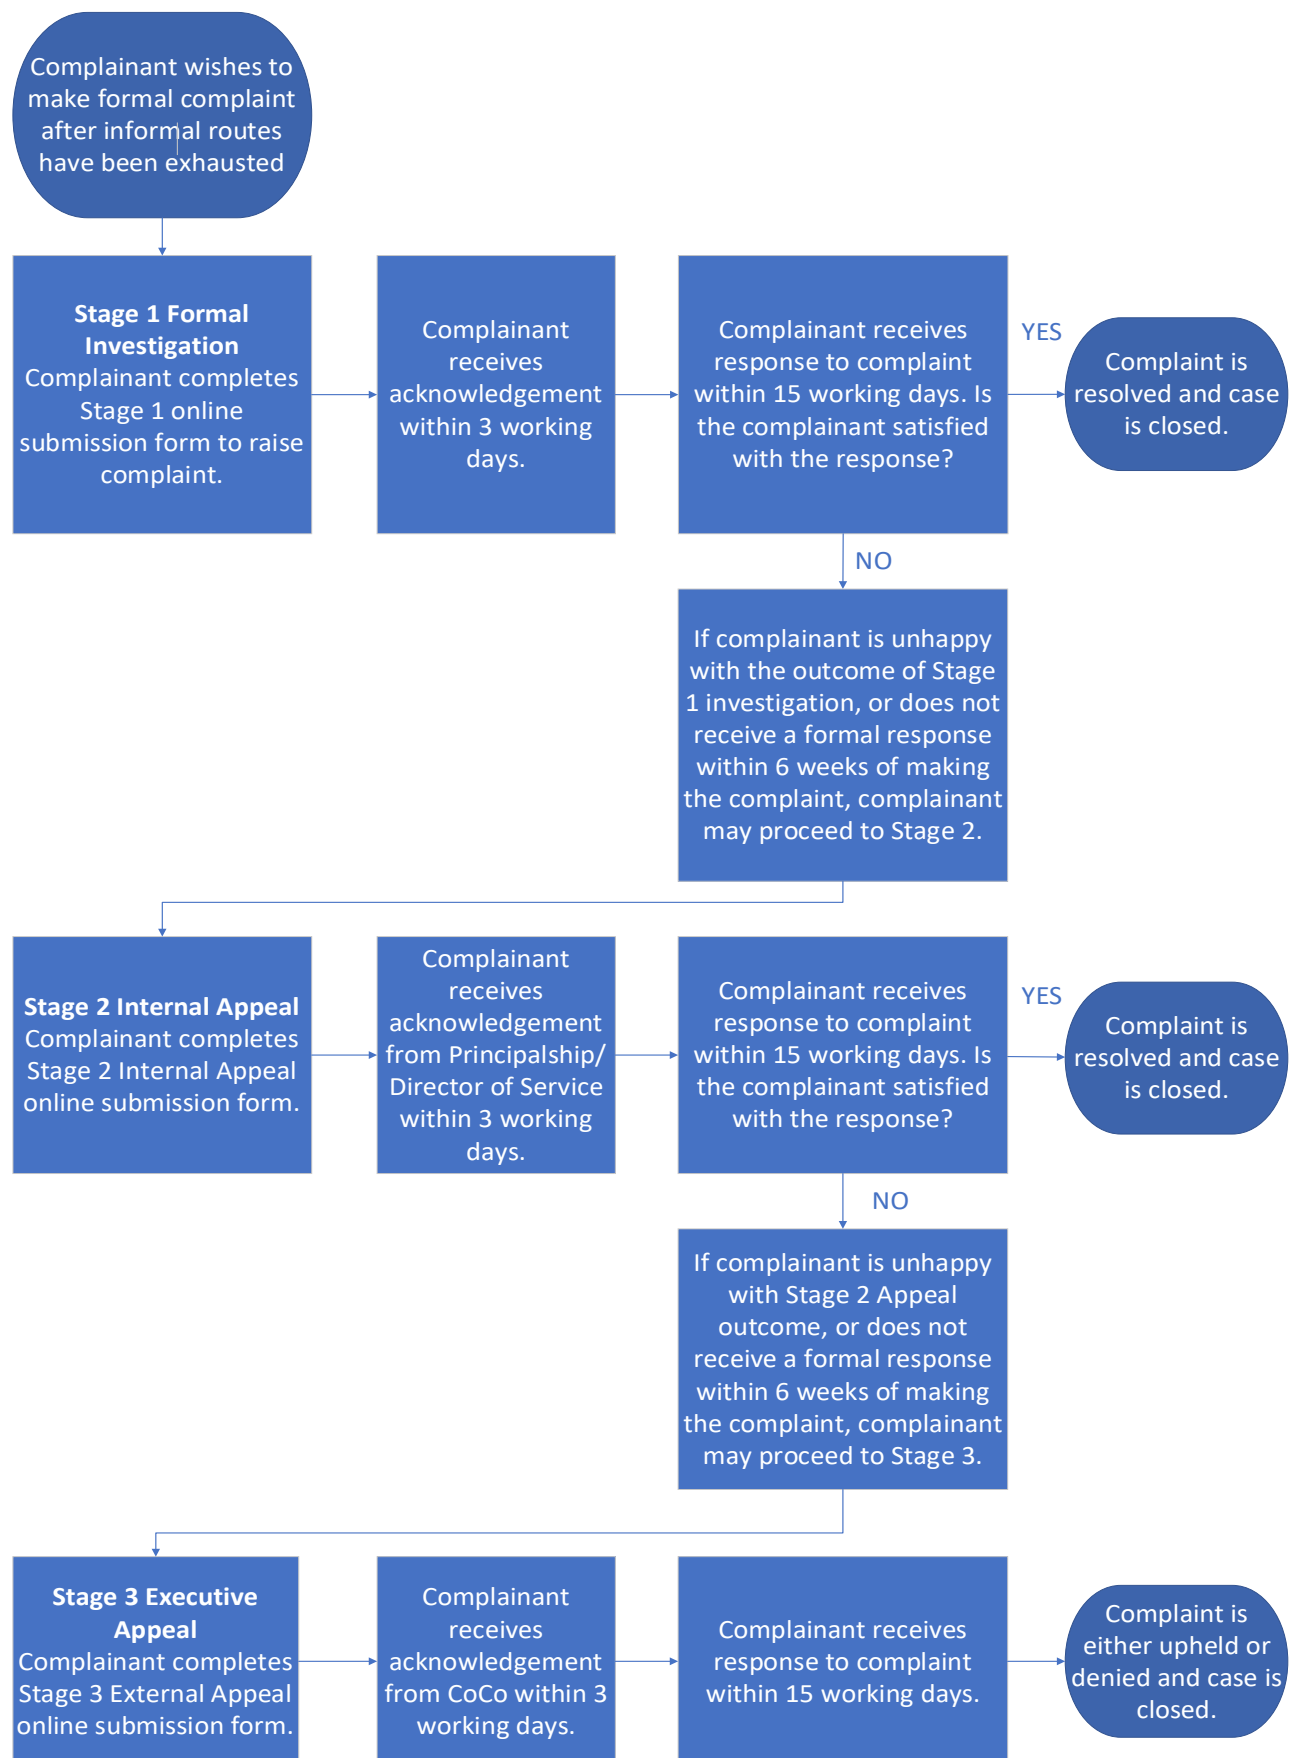 Complainant wishes to
make formal complaint
after informal routes
have been exhausted
Stage 1 Formal
Investigation
Complainant completes
Stage 1 online
submission form to raise
complaint.
Complainant
receives
acknowledgement
within 3 working
days.
Complainant receives
response to complaint
within 15 working days. Is
the complainant satisfied
with the response?
YES
Complaint is
resolved and case
is closed.
NO
If complainant is unhappy
with the outcome of Stage
1 investigation, or does not
receive a formal response
within 6 weeks of making
the complaint, complainant
may proceed to Stage 2.
Stage 2 Internal Appeal
Complainant completes
Stage 2 Internal Appeal
online submission form.
Complainant
receives
acknowledgement
from Principalship/
Director of Service
within 3 working
days.
Complainant receives
response to complaint
within 15 working days. Is
the complainant satisfied
with the response?
YES
Complaint is
resolved and case
is closed.
NO
If complainant is unhappy
with Stage 2 Appeal
outcome, or does not
receive a formal response
within 6 weeks of making
the complaint, complainant
may proceed to Stage 3.
Stage 3 Executive
Appeal
Complainant completes
Stage 3 External Appeal
online submission form.
Complainant
receives
acknowledgement
from CoCo within 3
working days.
Complainant receives
response to complaint
within 15 working days.
Complaint is
either upheld or
denied and case is
closed.